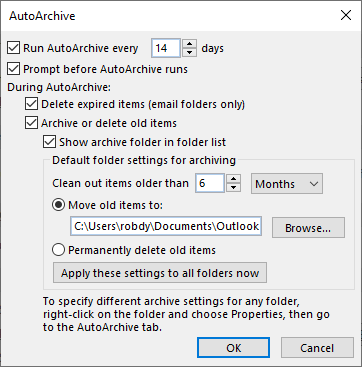 AutoArchive
Run AutoArchive every 14 days
Prompt before AutoArchive runs
During AutoArchive:
Delete expired items (email folders only)
Archive or delete old items
Show archive folder in folder list
Default folder settings for archiving
Clean out items older than 6 Months
Move old items to:
C:\Users\robdy\Documents\Outlook Browse...
Permanently delete old items
Apply these settings to all folders now
To specify different archive settings for any folder,
right-click on the folder and choose Properties, then go
to the AutoArchive tab.
OK Cancel